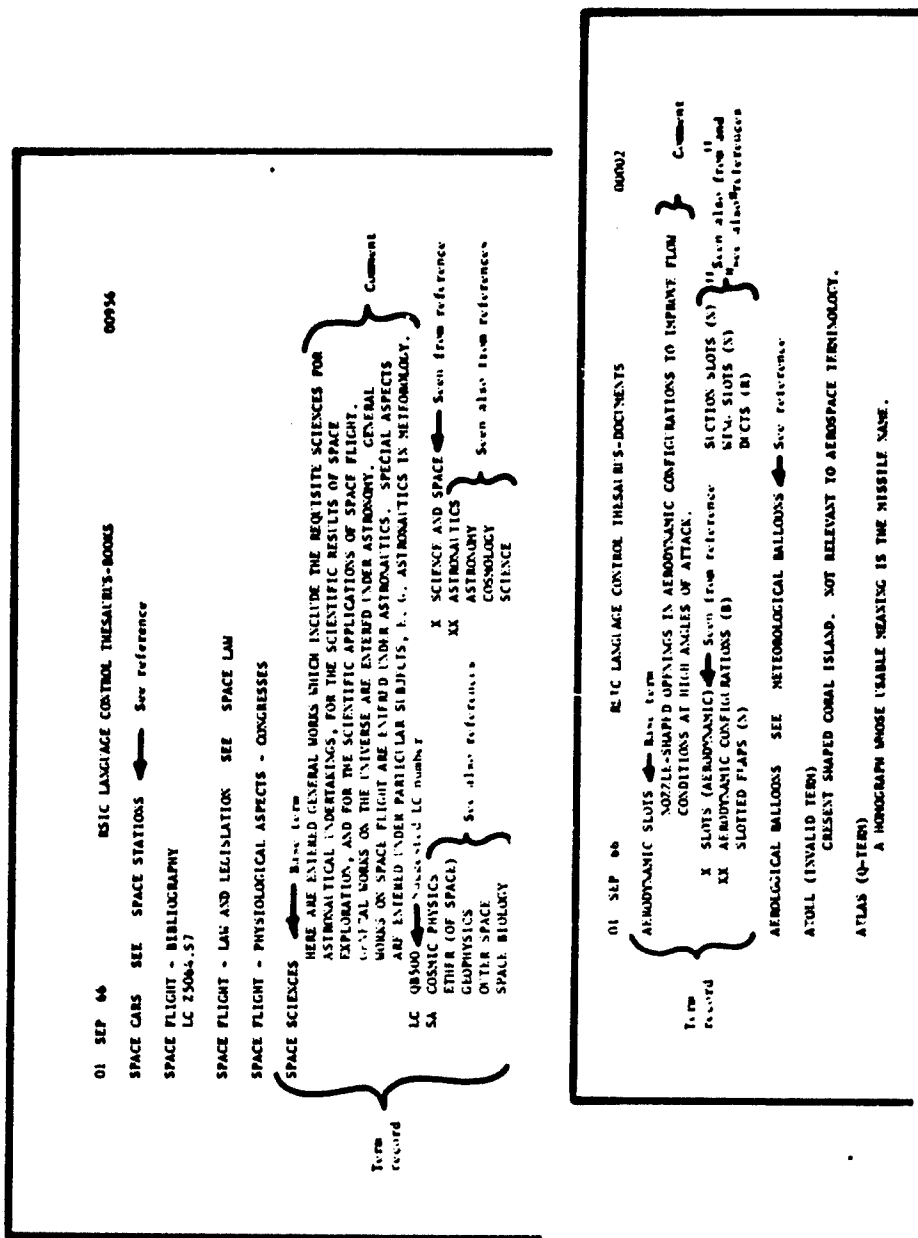 01 SEP 66 RSIC LANGUAGE CONTROL THESAURUS-BOOKS 00956
SPACE CARS SEE SPACE STATIONS See reference
SPACE FLIGHT - BIBLIOGRAPHY
LC Z5064.S7
SPACE FLIGHT - LAW AND LEGISLATION SEE SPACE LAW
SPACE FLIGHT - PHYSIOLOGICAL ASPECTS - CONGRESSES
SPACE SCIENCES Base term
HERE ARE ENTERED GENERAL WORKS WHICH INCLUDE THE REQUISITE SCIENCES FOR
ASTRONAUTICAL UNDERTAKINGS, FOR THE SCIENTIFIC RESULTS OF SPACE
EXPLORATION, AND FOR THE SCIENTIFIC APPLICATIONS OF SPACE FLIGHT.
GENERAL WORKS ON THE UNIVERSE ARE ENTERED UNDER ASTRONOMY. GENERAL
WORKS ON SPACE FLIGHT ARE ENTERED UNDER ASTRONAUTICS. SPECIAL ASPECTS
ARE ENTERED UNDER PARTICULAR SUBJECTS, E. G. ASTRONAUTICS IN METEOROLOGY.
Comment
LC QB500 Suggested LC number
SA COSMIC PHYSICS
ETHER (OF SPACE)
GEOPHYSICS
OUTER SPACE
SPACE BIOLOGY
See also references
X SCIENCE AND SPACE Seen from reference
XX ASTRONAUTICS
ASTRONOMY
COSMOLOGY
SCIENCE
Seen also from references
Term
record
01 SEP 66 RSIC LANGUAGE CONTROL THESAURUS-DOCUMENTS 00002
AERODYNAMIC SLOTS Base term
NOZZLE-SHAPED OPENINGS IN AERODYNAMIC CONFIGURATIONS TO IMPROVE FLOW
CONDITIONS AT HIGH ANGLES OF ATTACK.
Comment
X SLOTS (AERODYNAMIC) Seen from reference
XX AERODYNAMIC CONFIGURATIONS (B)
SLOTTED FLAPS (N)
SUCTION SLOTS (N)
WING SLOTS (N)
DUCTS (R)
"Seen also from" and
"see also" references
Term
record
AEROLOGICAL BALLOONS SEE METEOROLOGICAL BALLOONS See reference
ATOLL (INVALID TERM)
CRESENT SHAPED CORAL ISLAND. NOT RELEVANT TO AEROSPACE TERMINOLOGY.
ATLAS (Q-TERM)
A HOMOGRAPH WHOSE USABLE MEANING IS THE MISSILE NAME.